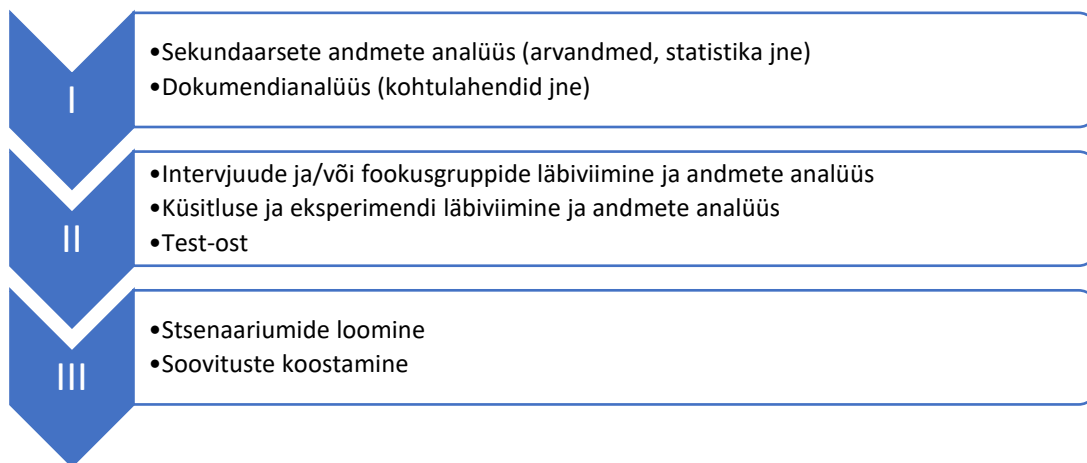 I
•Sekundaarsete andmete analüüs (arvandmed, statistika jne)
•Dokumendianalüüs (kohtulahendid jne)
II
•Intervjuude ja/või fookusgruppide läbiviimine ja andmete analüüs
•Küsitluse ja eksperimendi läbiviimine ja andmete analüüs
•Test-ost
III
•Stsenaariumide loomine
•Soovituste koostamine